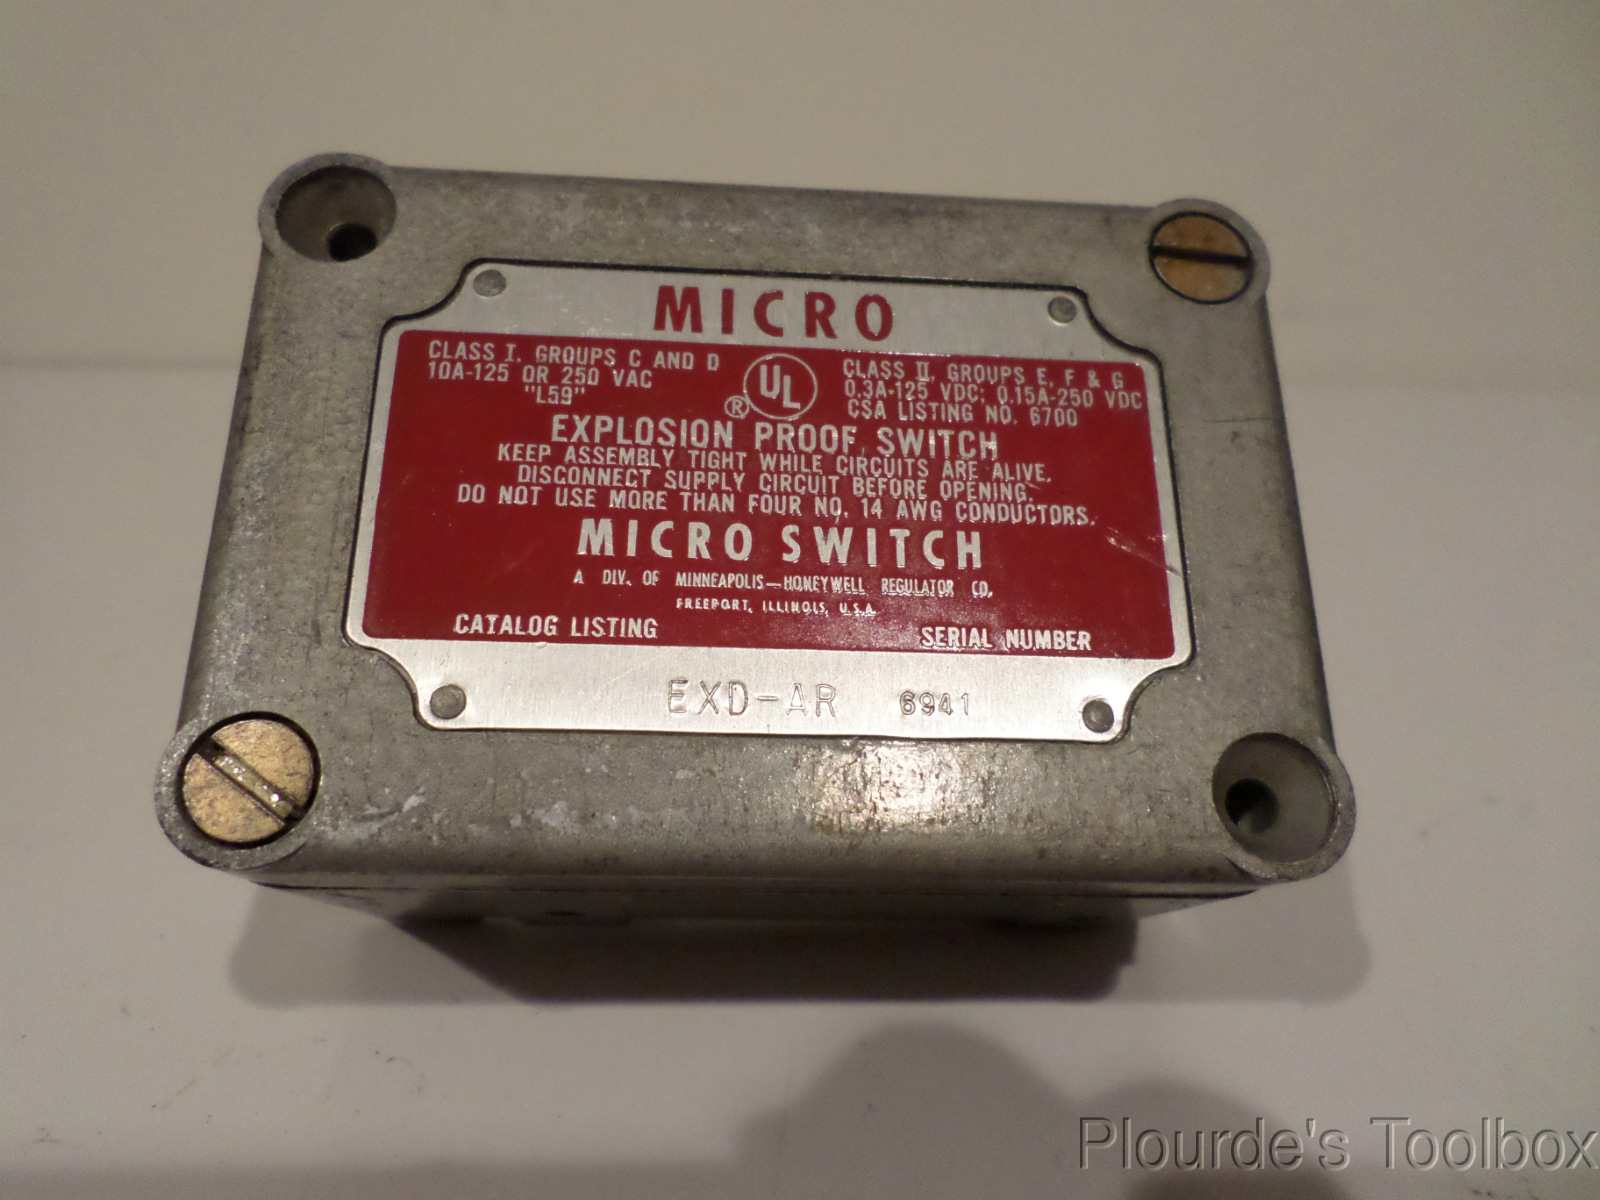 MICRO
CLASS I, GROUPS C AND D
10A-125 OR 250 VAC
"L59"
UL
®
CLASS II, GROUPS E, F & G
0.3A-125 VDC; 0.15A-250 VDC
CSA LISTING NO. 6700
EXPLOSION PROOF SWITCH
KEEP ASSEMBLY TIGHT WHILE CIRCUITS ARE ALIVE.
DISCONNECT SUPPLY CIRCUIT BEFORE OPENING.
DO NOT USE MORE THAN FOUR NO. 14 AWG CONDUCTORS.
MICRO SWITCH
A DIV. OF MINNEAPOLIS-HONEYWELL REGULATOR CO.
FREEPORT, ILLINOIS, U.S.A.
CATALOG LISTING SERIAL NUMBER
EXD-AR 6941
Plourde's Toolbox